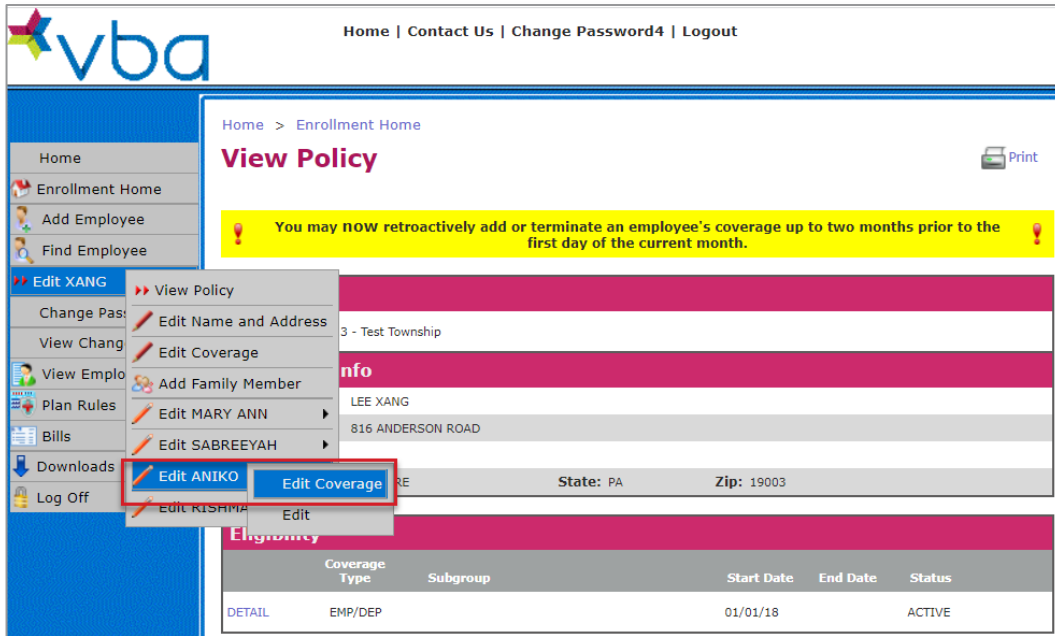 vba
Home | Contact Us | Change Password4 | Logout
Home > Enrollment Home
View Policy
Print
You may now retroactively add or terminate an employee's coverage up to two months prior to the
first day of the current month.
Home
Enrollment Home
Add Employee
Find Employee
Edit XANG
Change Pas
View Chang
View Emplo
Plan Rules
Bills
Downloads
Log Off
View Policy
Edit Name and Address
Edit Coverage
Add Family Member
Edit MARY ANN
Edit SABREEYAH
Edit ANIKO
Edit RISHMA
Edit Coverage
Edit
3 - Test Township
nfo
LEE XANG
816 ANDERSON ROAD
RE State: PA Zip: 19003
Eligibility
Coverage
Type Subgroup Start Date End Date Status
DETAIL EMP/DEP 01/01/18 ACTIVE